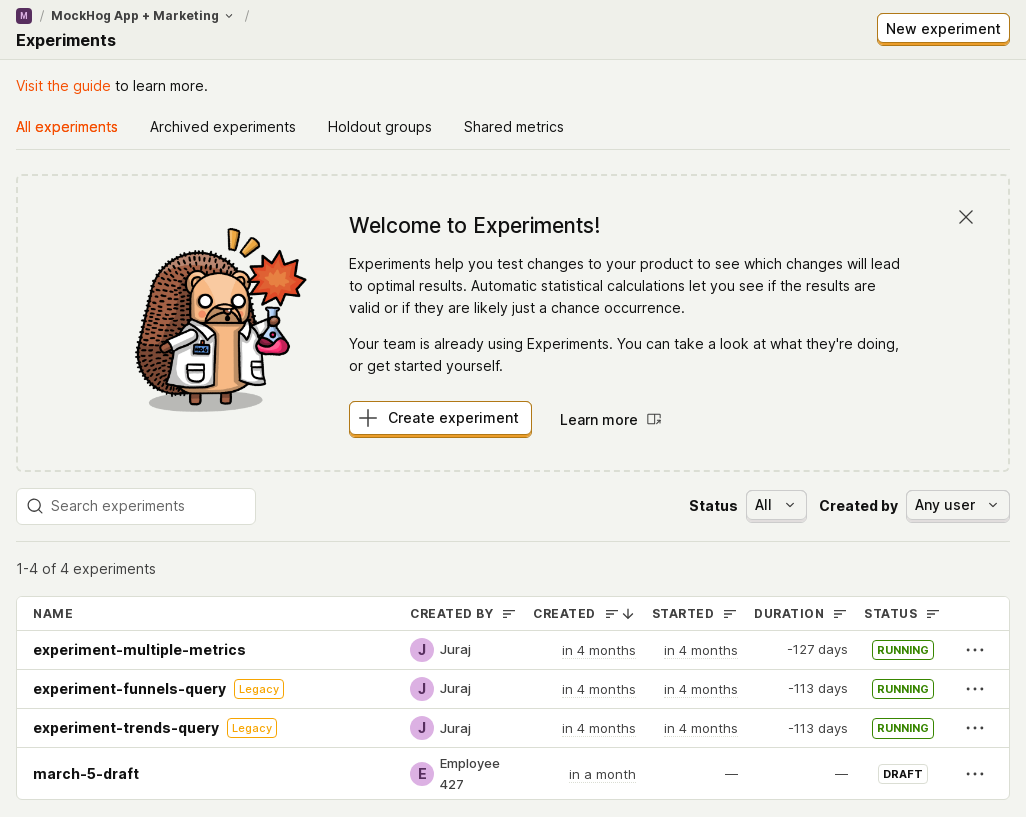 M / MockHog App + Marketing /
Experiments
New experiment
Visit the guide to learn more.
All experiments Archived experiments Holdout groups Shared metrics
Welcome to Experiments!
Experiments help you test changes to your product to see which changes will lead
to optimal results. Automatic statistical calculations let you see if the results are
valid or if they are likely just a chance occurrence.
Your team is already using Experiments. You can take a look at what they're doing,
or get started yourself.
Create experiment Learn more
Search experiments Status All Created by Any user
1-4 of 4 experiments
NAME CREATED BY CREATED STARTED DURATION STATUS
experiment-multiple-metrics J Juraj in 4 months in 4 months -127 days RUNNING
experiment-funnels-query Legacy J Juraj in 4 months in 4 months -113 days RUNNING
experiment-trends-query Legacy J Juraj in 4 months in 4 months -113 days RUNNING
march-5-draft E Employee 427 in a month — — DRAFT